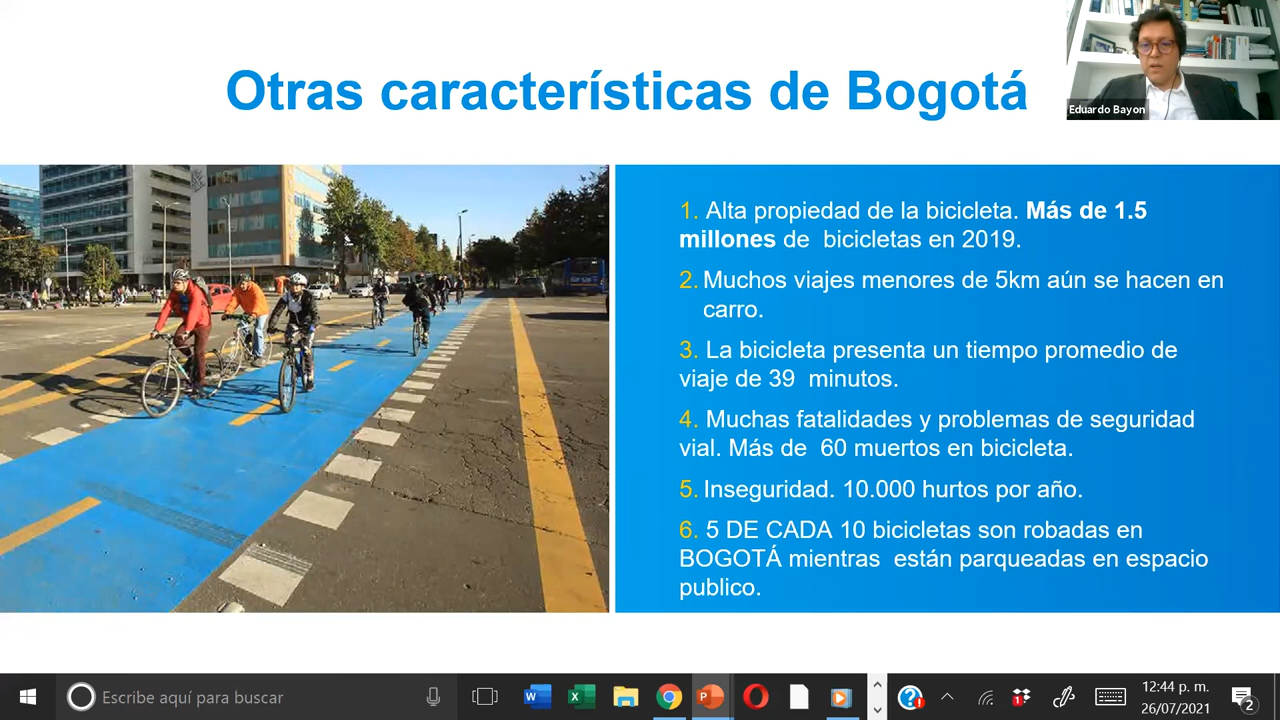 Otras características de Bogotá
Eduardo Bayon
1. Alta propiedad de la bicicleta. Más de 1.5
millones de bicicletas en 2019.
2. Muchos viajes menores de 5km aún se hacen en
carro.
3. La bicicleta presenta un tiempo promedio de
viaje de 39 minutos.
4. Muchas fatalidades y problemas de seguridad
vial. Más de 60 muertos en bicicleta.
5. Inseguridad. 10.000 hurtos por año.
6. 5 DE CADA 10 bicicletas son robadas en
BOGOTÁ mientras están parqueadas en espacio
publico.
Escribe aquí para buscar
12:44 p. m.
26/07/2021
2